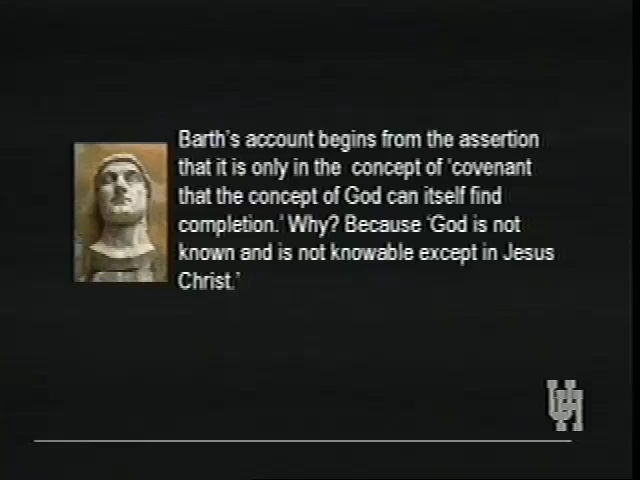 Barth's account begins from the assertion
that it is only in the concept of 'covenant
that the concept of God can itself find
completion.' Why? Because 'God is not
known and is not knowable except in Jesus
Christ.'
UH